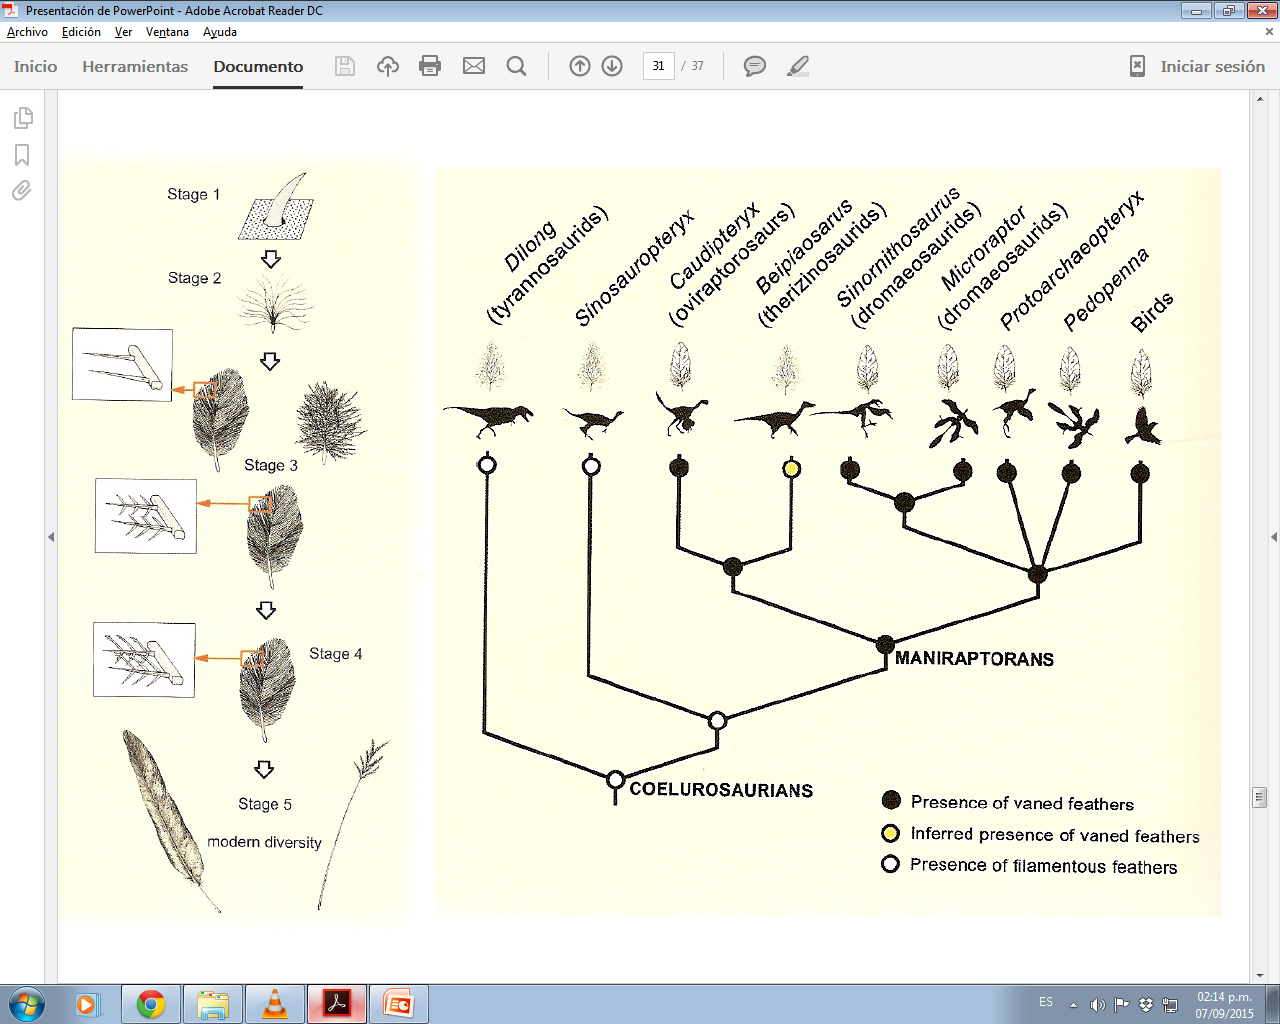 Presentación de PowerPoint - Adobe Acrobat Reader DC
Archivo Edición Ver Ventana Ayuda
Inicio Herramientas Documento 31 / 37 Iniciar sesión
Stage 1
Stage 2
Stage 3
Stage 4
Stage 5
modern diversity
Dilong
(tyrannosaurids)
Sinosauropteryx
Caudipteryx
(oviraptorosaurs)
Beipiaosarus
(therizinosaurids)
Sinornithosaurus
(dromaeosaurids)
Microraptor
(dromaeosaurids)
Protoarchaeopteryx
Pedopenna
Birds
MANIRAPTORANS
COELUROSAURIANS
Presence of vaned feathers
Inferred presence of vaned feathers
Presence of filamentous feathers
ES 02:14 p.m.
07/09/2015